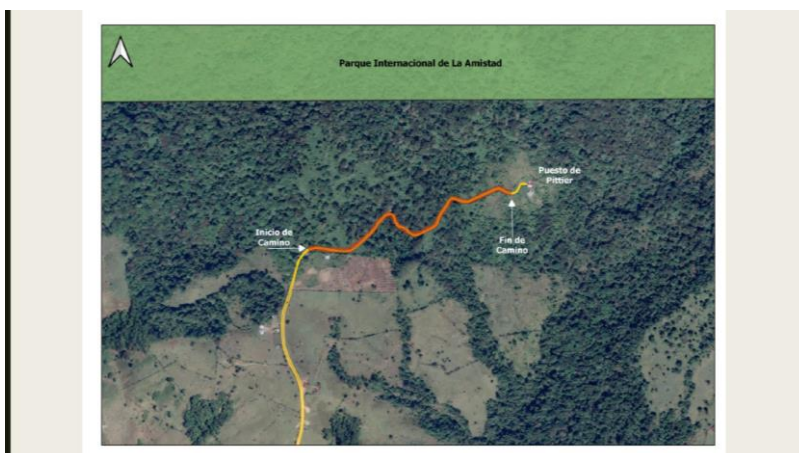 Parque Internacional de La Amistad
Puesto de
Pittier
Inicio de
Camino
Fin de
Camino